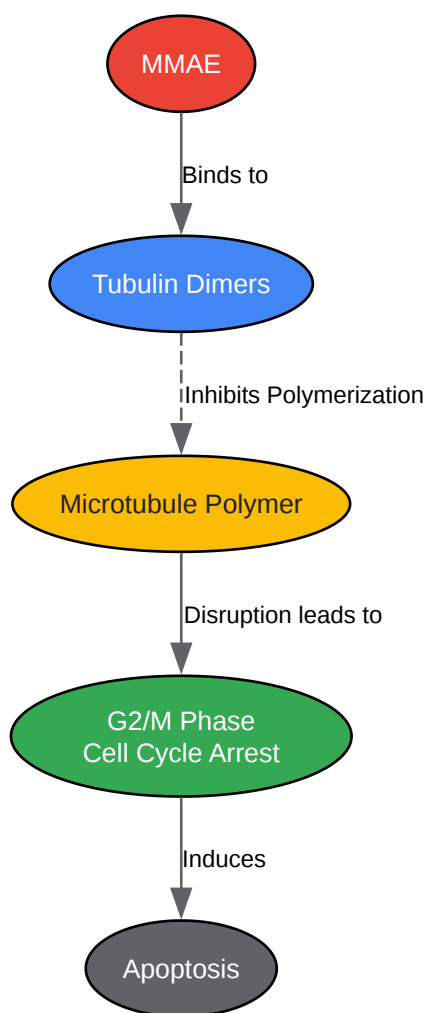 MMAE
Binds to
Tubulin Dimers
Inhibits Polymerization
Microtubule Polymer
Disruption leads to
G2/M Phase
Cell Cycle Arrest
Induces
Apoptosis